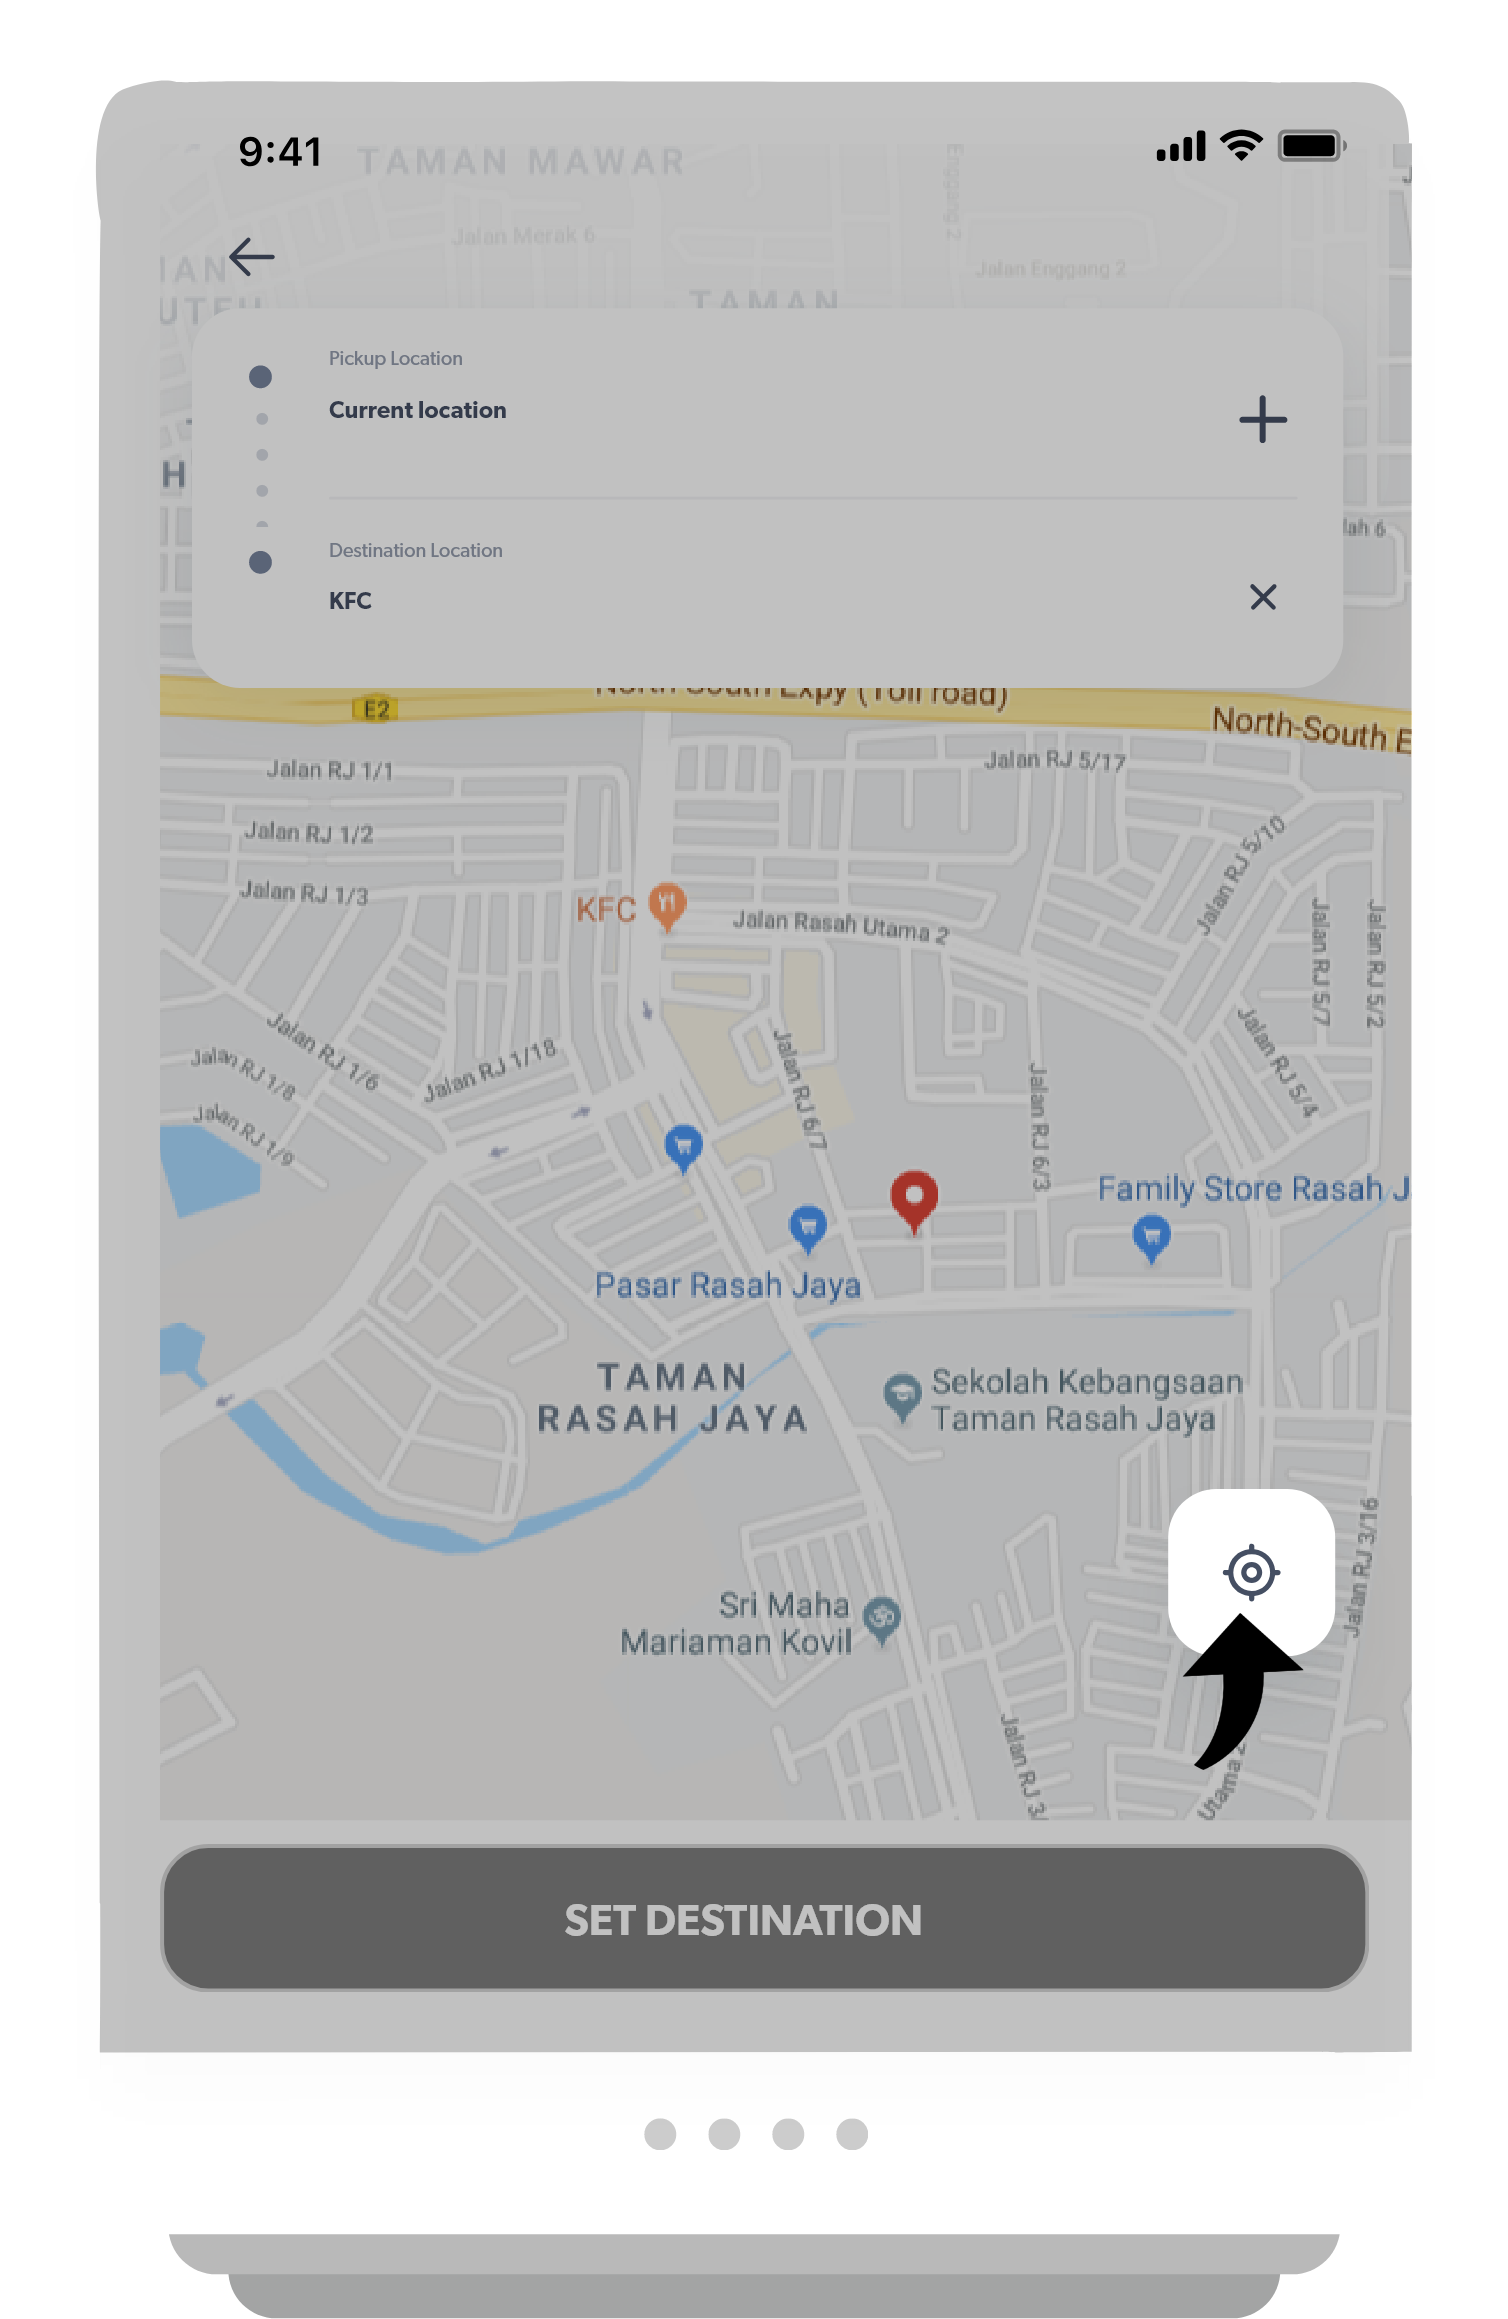 9:41
TAMAN MAWAR
Enggang 2
Jalan Merak 6
Jalan Enggang 2
TAMAN
Pickup Location
Current location
H
lah 6
Destination Location
KFC
North-South Expy (Toll road)
E2
North-South E
Jalan RJ 1/1
Jalan RJ 5/17
Jalan RJ 1/2
Jalan RJ 5/10
Jalan RJ 1/3
KFC
Jalan Rasah Utama 2
Jalan RJ 5/7
Jalan RJ 5/2
Jalan RJ 1/6
Jalan RJ 1/8
Jalan RJ 1/18
Jalan RJ 6/7
Jalan RJ 5/4
Jalan RJ 1/9
Jalan RJ 6/3
Family Store Rasah J
Pasar Rasah Jaya
TAMAN
RASAH JAYA
Sekolah Kebangsaan
Taman Rasah Jaya
Jalan RJ 3/16
Sri Maha
Mariaman Kovil
Jalan RJ 3/
Utama 2
SET DESTINATION